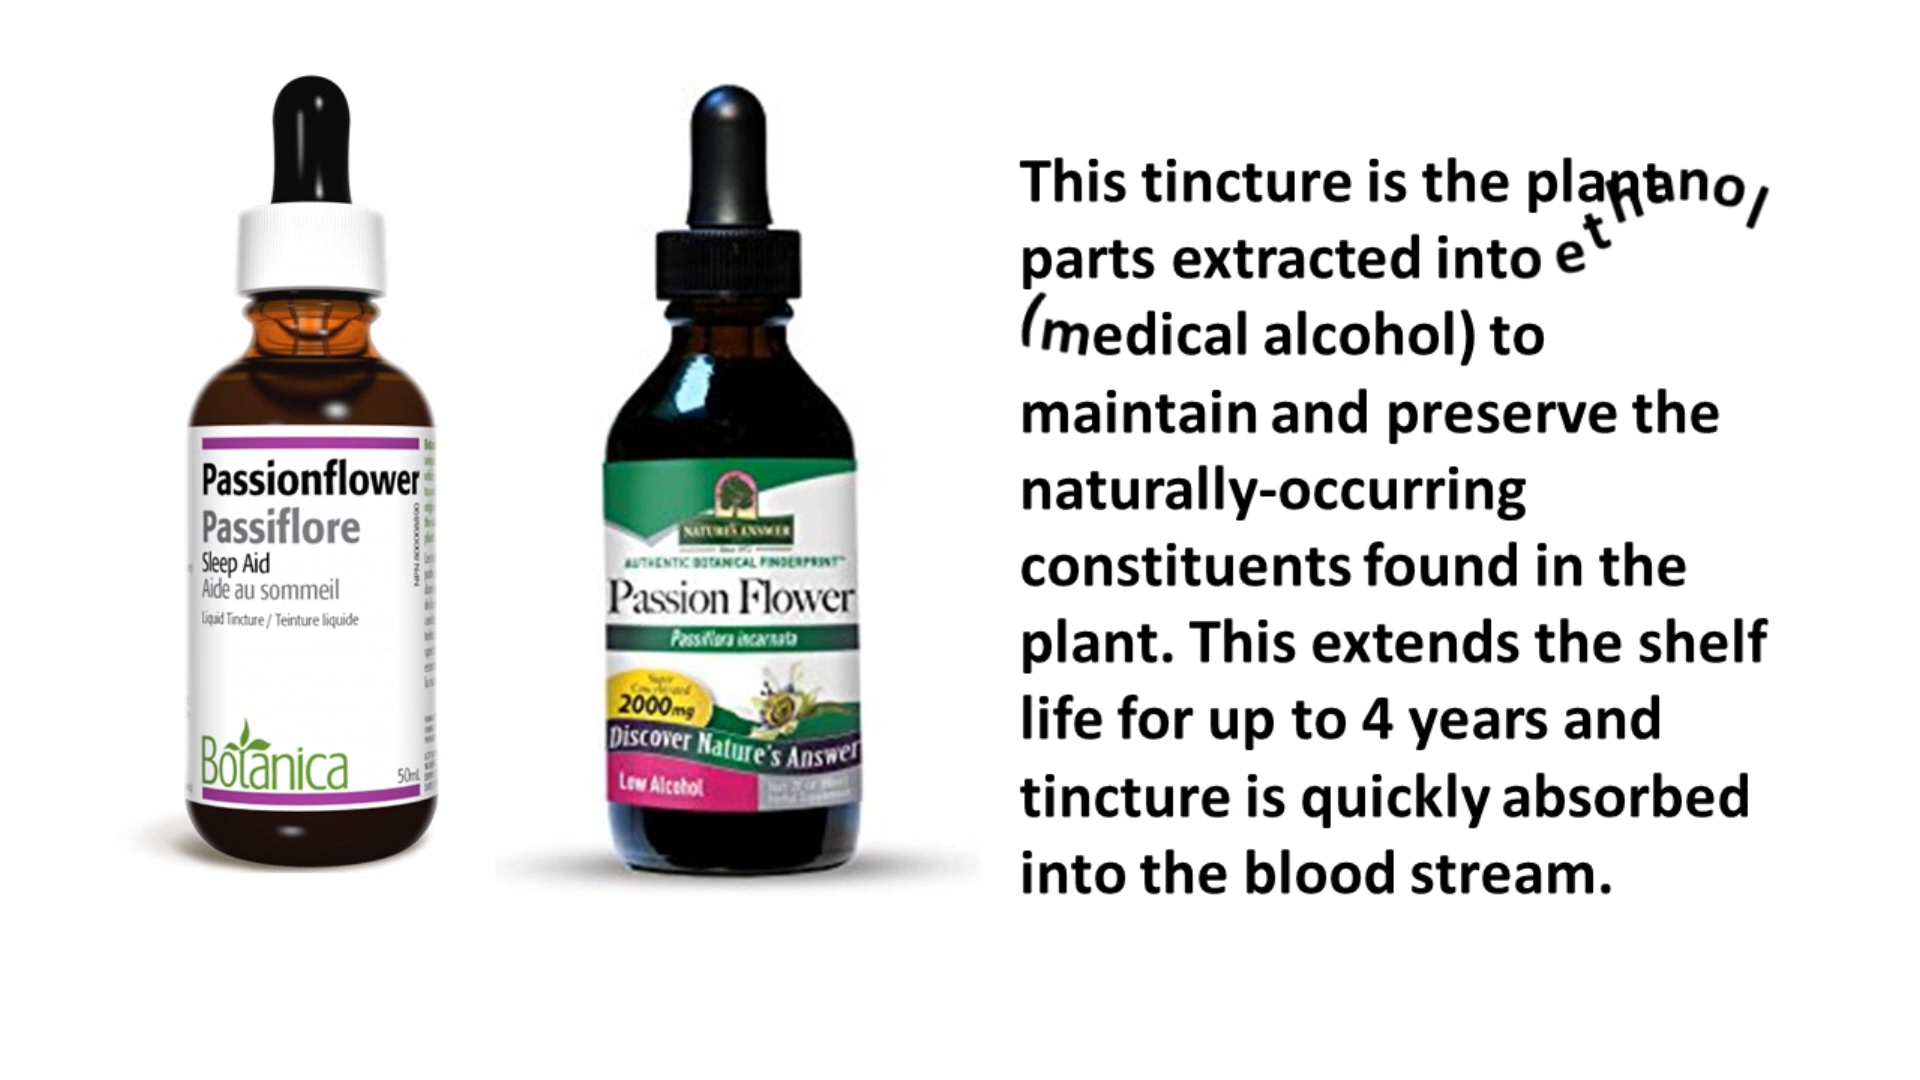 Passionflower
Passiflore
Sleep Aid
Aide au sommeil
Liquid Tincture / Teinture liquide
Botanica
50mL
NATURE'S ANSWER
AUTHENTIC BOTANICAL FINGERPRINT™
Passion Flower
Passiflora incarnata
Super
Concentrated
2000mg
Discover Nature's Answer
Low Alcohol
This tincture is the plant
parts extracted into ethanol
(medical alcohol) to
maintain and preserve the
naturally-occurring
constituents found in the
plant. This extends the shelf
life for up to 4 years and
tincture is quickly absorbed
into the blood stream.